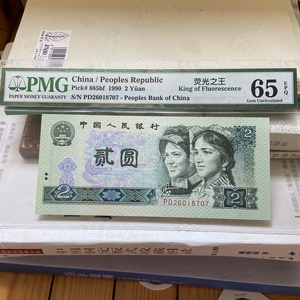 PMG
PAPER MONEY GUARANTY
China / Peoples Republic
Pick# 885bf 1990 2 Yüan
S/N PD26018707 - Peoples Bank of China
荧光之王
King of Fluorescence
65 EPQ
Gem Uncirculated
中国人民银行
2
贰圆
2
PD26018707
2